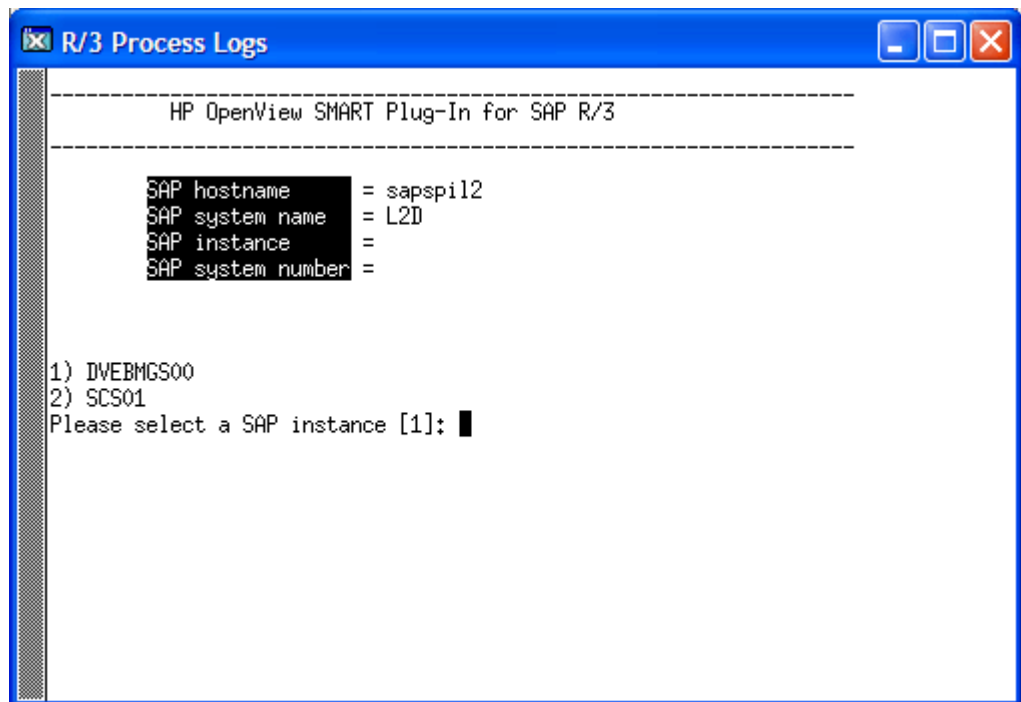 R/3 Process Logs
------------------------------------------------------------------
HP OpenView SMART Plug-In for SAP R/3
------------------------------------------------------------------
SAP hostname = sapspil2
SAP system name = L2D
SAP instance =
SAP system number =
1) DVEBMGS00
2) SCS01
Please select a SAP instance [1]: